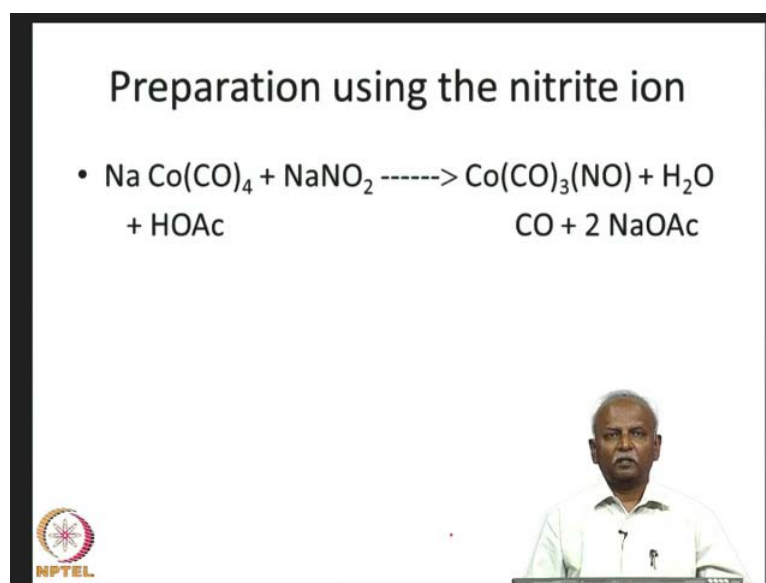 Preparation using the nitrite ion
• Na Co(CO)₄ + NaNO₂ ------> Co(CO)₃(NO) + H₂O
+ HOAc CO + 2 NaOAc
NPTEL